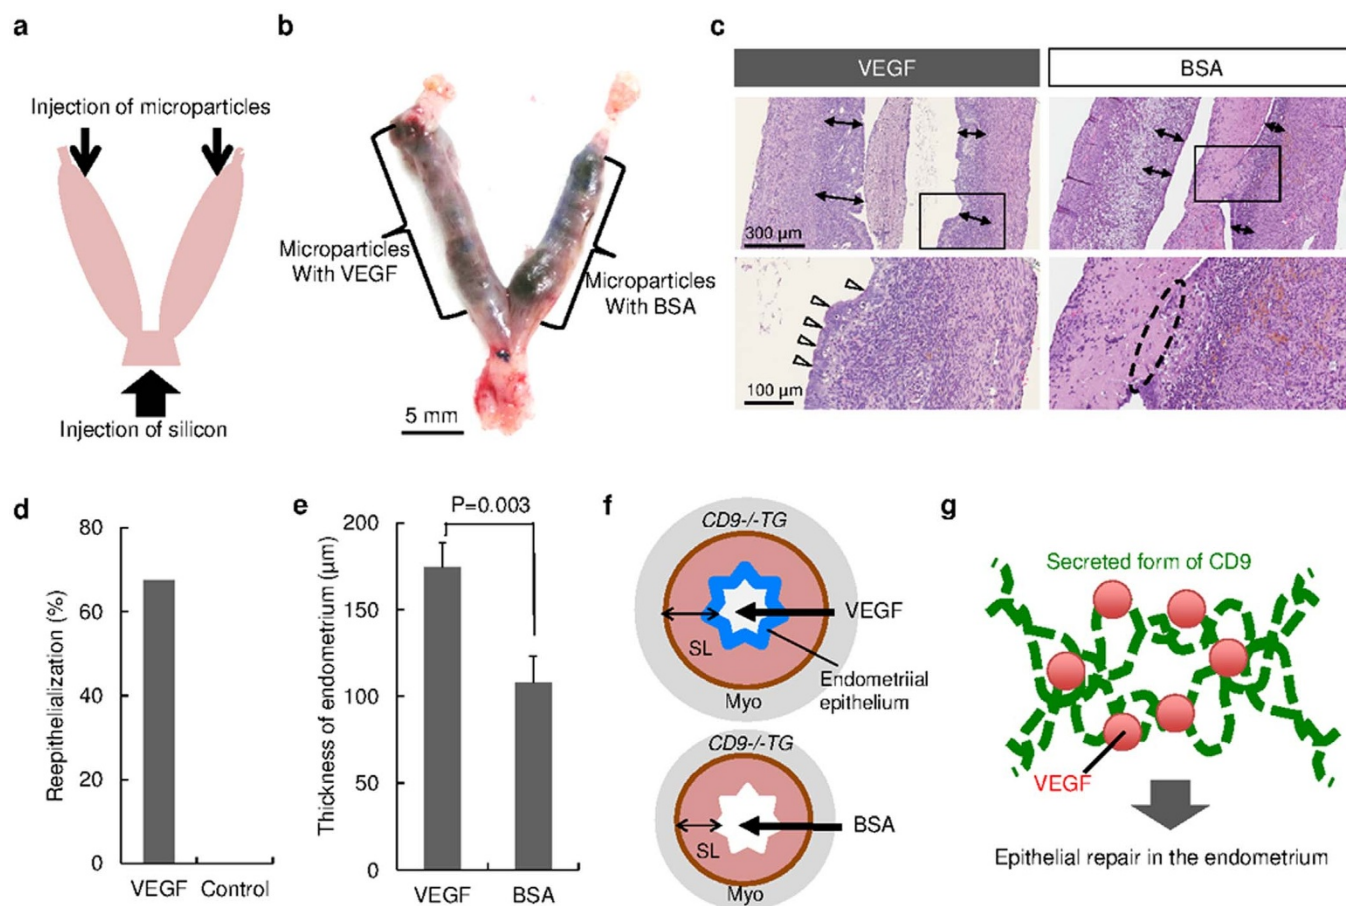 a
Injection of microparticles
Injection of silicon
b
Microparticles
With VEGF
Microparticles
With BSA
5 mm
c
VEGF
BSA
300 μm
100 μm
d
Reepithelialization (%)
80
60
40
20
0
VEGF
Control
e
P=0.003
Thickness of endometrium (μm)
200
150
100
50
0
VEGF
BSA
f
CD9-/-TG
VEGF
SL
Endometriial
epithelium
Myo
CD9-/-TG
BSA
SL
Myo
g
Secreted form of CD9
VEGF
Epithelial repair in the endometrium